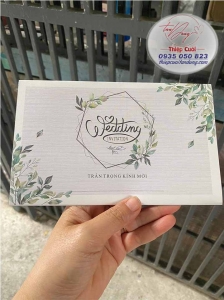 Thiệp Cưới
0935 050 823
Wedding
INVITATION
TRÂN TRỌNG KÍNH MỜI